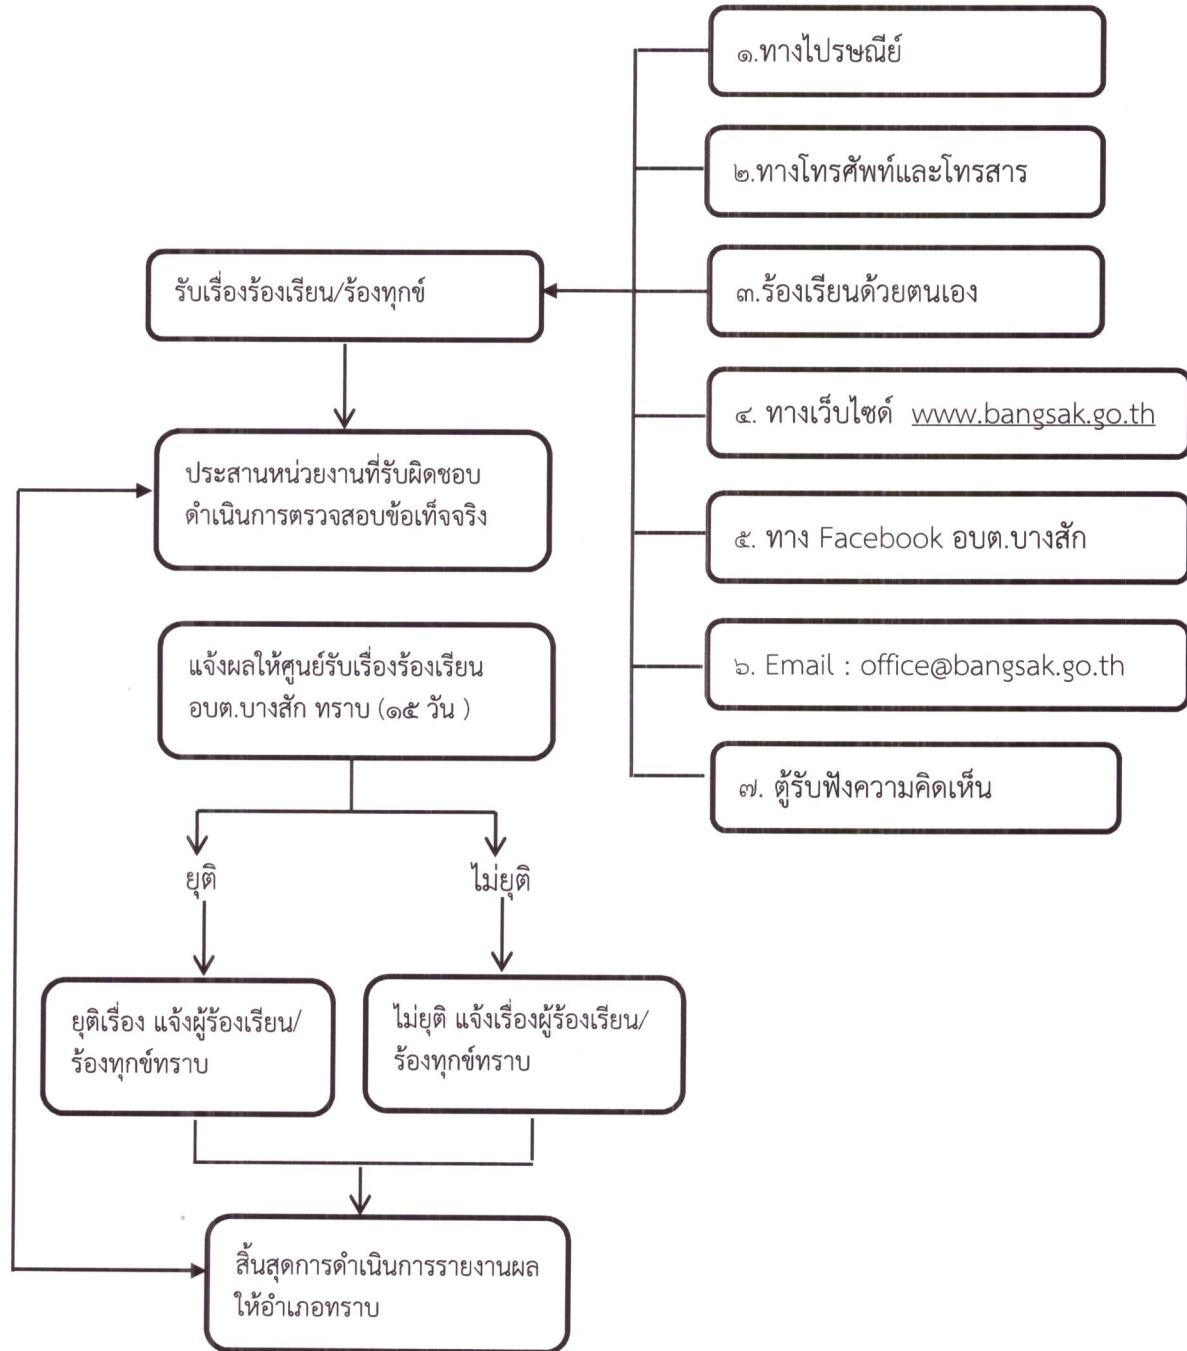 ๑.ทางไปรษณีย์
๒.ทางโทรศัพท์และโทรสาร
รับเรื่องร้องเรียน/ร้องทุกข์
๓.ร้องเรียนด้วยตนเอง
๔. ทางเว็บไซด์ www.bangsak.go.th
ประสานหน่วยงานที่รับผิดชอบ
ดำเนินการตรวจสอบข้อเท็จจริง
๕. ทาง Facebook อบต.บางสัก
แจ้งผลให้ศูนย์รับเรื่องร้องเรียน
อบต.บางสัก ทราบ (๑๕ วัน )
๖. Email : office@bangsak.go.th
๗. ตู้รับฟังความคิดเห็น
ยุติ
ไม่ยุติ
ยุติเรื่อง แจ้งผู้ร้องเรียน/
ร้องทุกข์ทราบ
ไม่ยุติ แจ้งเรื่องผู้ร้องเรียน/
ร้องทุกข์ทราบ
สิ้นสุดการดำเนินการรายงานผล
ให้อำเภอทราบ